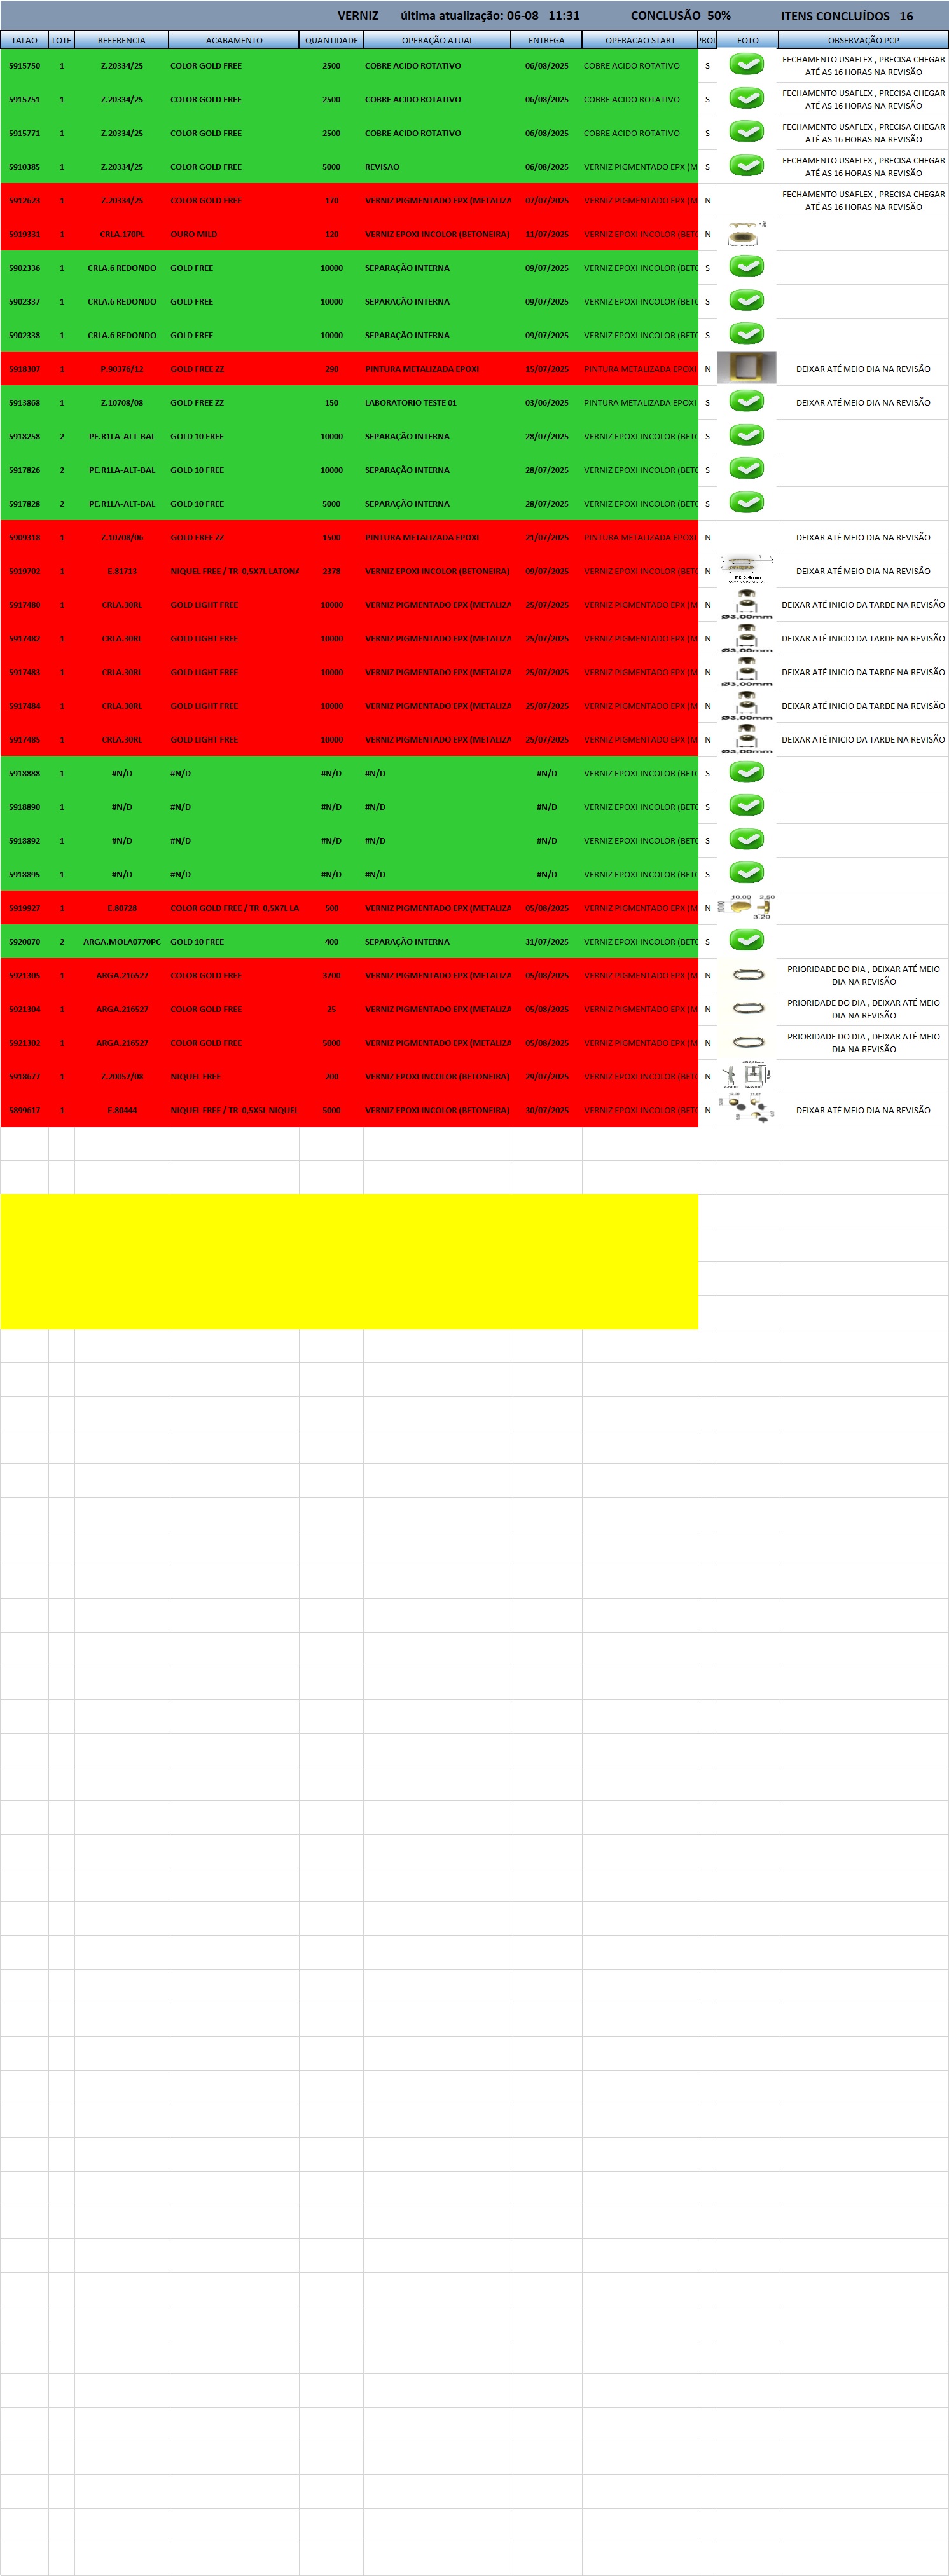 VERNIZ última atualização: 06-08 11:31 CONCLUSÃO 50% ITENS CONCLUÍDOS 16
TALAO LOTE REFERENCIA ACABAMENTO QUANTIDADE OPERAÇÃO ATUAL ENTREGA OPERACAO START PROD FOTO OBSERVAÇÃO PCP
5915750 1 Z.20334/25 COLOR GOLD FREE 2500 COBRE ACIDO ROTATIVO 06/08/2025 COBRE ACIDO ROTATIVO S FECHAMENTO USAFLEX , PRECISA CHEGAR
ATÉ AS 16 HORAS NA REVISÃO
5915751 1 Z.20334/25 COLOR GOLD FREE 2500 COBRE ACIDO ROTATIVO 06/08/2025 COBRE ACIDO ROTATIVO S FECHAMENTO USAFLEX , PRECISA CHEGAR
ATÉ AS 16 HORAS NA REVISÃO
5915771 1 Z.20334/25 COLOR GOLD FREE 2500 COBRE ACIDO ROTATIVO 06/08/2025 COBRE ACIDO ROTATIVO S FECHAMENTO USAFLEX , PRECISA CHEGAR
ATÉ AS 16 HORAS NA REVISÃO
5910385 1 Z.20334/25 COLOR GOLD FREE 5000 REVISAO 06/08/2025 VERNIZ PIGMENTADO EPX (M S FECHAMENTO USAFLEX , PRECISA CHEGAR
ATÉ AS 16 HORAS NA REVISÃO
5912623 1 Z.20334/25 COLOR GOLD FREE 170 VERNIZ PIGMENTADO EPX (METALIZA 07/07/2025 VERNIZ PIGMENTADO EPX (M N FECHAMENTO USAFLEX , PRECISA CHEGAR
ATÉ AS 16 HORAS NA REVISÃO
5919331 1 CRLA.170PL OURO MILD 120 VERNIZ EPOXI INCOLOR (BETONEIRA) 11/07/2025 VERNIZ EPOXI INCOLOR (BETO N
5902336 1 CRLA.6 REDONDO GOLD FREE 10000 SEPARAÇÃO INTERNA 09/07/2025 VERNIZ EPOXI INCOLOR (BETO S
5902337 1 CRLA.6 REDONDO GOLD FREE 10000 SEPARAÇÃO INTERNA 09/07/2025 VERNIZ EPOXI INCOLOR (BETO S
5902338 1 CRLA.6 REDONDO GOLD FREE 10000 SEPARAÇÃO INTERNA 09/07/2025 VERNIZ EPOXI INCOLOR (BETO S
5918307 1 P.90376/12 GOLD FREE ZZ 290 PINTURA METALIZADA EPOXI 15/07/2025 PINTURA METALIZADA EPOXI N DEIXAR ATÉ MEIO DIA NA REVISÃO
5913868 1 Z.10708/08 GOLD FREE ZZ 150 LABORATORIO TESTE 01 03/06/2025 PINTURA METALIZADA EPOXI S DEIXAR ATÉ MEIO DIA NA REVISÃO
5918258 2 PE.R1LA-ALT-BAL GOLD 10 FREE 10000 SEPARAÇÃO INTERNA 28/07/2025 VERNIZ EPOXI INCOLOR (BETO S
5917826 2 PE.R1LA-ALT-BAL GOLD 10 FREE 10000 SEPARAÇÃO INTERNA 28/07/2025 VERNIZ EPOXI INCOLOR (BETO S
5917828 2 PE.R1LA-ALT-BAL GOLD 10 FREE 5000 SEPARAÇÃO INTERNA 28/07/2025 VERNIZ EPOXI INCOLOR (BETO S
5909318 1 Z.10708/06 GOLD FREE ZZ 1500 PINTURA METALIZADA EPOXI 21/07/2025 PINTURA METALIZADA EPOXI N DEIXAR ATÉ MEIO DIA NA REVISÃO
5919702 1 E.81713 NIQUEL FREE / TR 0,5X7L LATONA 2378 VERNIZ EPOXI INCOLOR (BETONEIRA) 09/07/2025 VERNIZ EPOXI INCOLOR (BETO N DEIXAR ATÉ MEIO DIA NA REVISÃO
5917480 1 CRLA.30RL GOLD LIGHT FREE 10000 VERNIZ PIGMENTADO EPX (METALIZA 25/07/2025 VERNIZ PIGMENTADO EPX (M N Ø3,00mm DEIXAR ATÉ INICIO DA TARDE NA REVISÃO
5917482 1 CRLA.30RL GOLD LIGHT FREE 10000 VERNIZ PIGMENTADO EPX (METALIZA 25/07/2025 VERNIZ PIGMENTADO EPX (M N Ø3,00mm DEIXAR ATÉ INICIO DA TARDE NA REVISÃO
5917483 1 CRLA.30RL GOLD LIGHT FREE 10000 VERNIZ PIGMENTADO EPX (METALIZA 25/07/2025 VERNIZ PIGMENTADO EPX (M N Ø3,00mm DEIXAR ATÉ INICIO DA TARDE NA REVISÃO
5917484 1 CRLA.30RL GOLD LIGHT FREE 10000 VERNIZ PIGMENTADO EPX (METALIZA 25/07/2025 VERNIZ PIGMENTADO EPX (M N Ø3,00mm DEIXAR ATÉ INICIO DA TARDE NA REVISÃO
5917485 1 CRLA.30RL GOLD LIGHT FREE 10000 VERNIZ PIGMENTADO EPX (METALIZA 25/07/2025 VERNIZ PIGMENTADO EPX (M N Ø3,00mm DEIXAR ATÉ INICIO DA TARDE NA REVISÃO
5918888 1 #N/D #N/D #N/D #N/D #N/D VERNIZ EPOXI INCOLOR (BETO S
5918890 1 #N/D #N/D #N/D #N/D #N/D VERNIZ EPOXI INCOLOR (BETO S
5918892 1 #N/D #N/D #N/D #N/D #N/D VERNIZ EPOXI INCOLOR (BETO S
5918895 1 #N/D #N/D #N/D #N/D #N/D VERNIZ EPOXI INCOLOR (BETO S
5919927 1 E.80728 COLOR GOLD FREE / TR 0,5X7L LA 500 VERNIZ PIGMENTADO EPX (METALIZA 05/08/2025 VERNIZ PIGMENTADO EPX (M N 10,00 2,50 3,20
5920070 2 ARGA.MOLA0770PC GOLD 10 FREE 400 SEPARAÇÃO INTERNA 31/07/2025 VERNIZ EPOXI INCOLOR (BETO S
5921305 1 ARGA.216527 COLOR GOLD FREE 3700 VERNIZ PIGMENTADO EPX (METALIZA 05/08/2025 VERNIZ PIGMENTADO EPX (M N PRIORIDADE DO DIA , DEIXAR ATÉ MEIO
DIA NA REVISÃO
5921304 1 ARGA.216527 COLOR GOLD FREE 25 VERNIZ PIGMENTADO EPX (METALIZA 05/08/2025 VERNIZ PIGMENTADO EPX (M N PRIORIDADE DO DIA , DEIXAR ATÉ MEIO
DIA NA REVISÃO
5921302 1 ARGA.216527 COLOR GOLD FREE 5000 VERNIZ PIGMENTADO EPX (METALIZA 05/08/2025 VERNIZ PIGMENTADO EPX (M N PRIORIDADE DO DIA , DEIXAR ATÉ MEIO
DIA NA REVISÃO
5918677 1 Z.20057/08 NIQUEL FREE 200 VERNIZ EPOXI INCOLOR (BETONEIRA) 29/07/2025 VERNIZ EPOXI INCOLOR (BETO N
5899617 1 E.80444 NIQUEL FREE / TR 0,5X5L NIQUEL 5000 VERNIZ EPOXI INCOLOR (BETONEIRA) 30/07/2025 VERNIZ EPOXI INCOLOR (BETO N DEIXAR ATÉ MEIO DIA NA REVISÃO